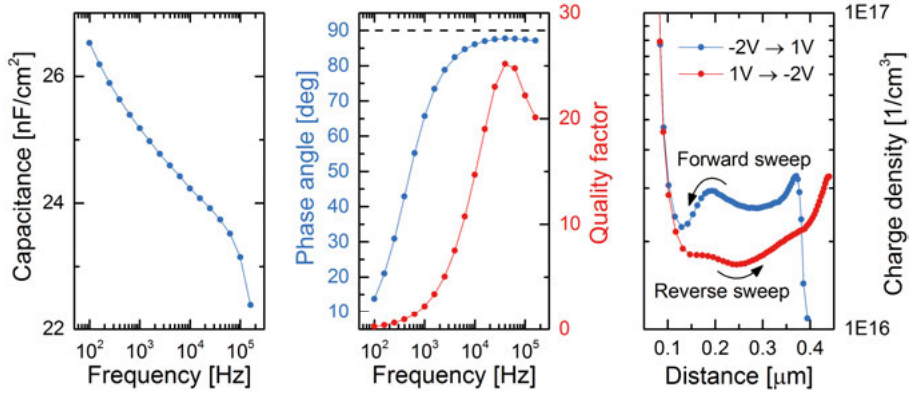 Capacitance [nF/cm²]
26
24
22
10² 10³ 10⁴ 10⁵
Frequency [Hz]
Phase angle [deg]
90
80
70
60
50
40
30
20
10
30
20
10
0
Quality factor
10² 10³ 10⁴ 10⁵
Frequency [Hz]
-2V → 1V
1V → -2V
Forward sweep
Reverse sweep
1E17
1E16
Charge density [1/cm³]
0.1 0.2 0.3 0.4
Distance [μm]